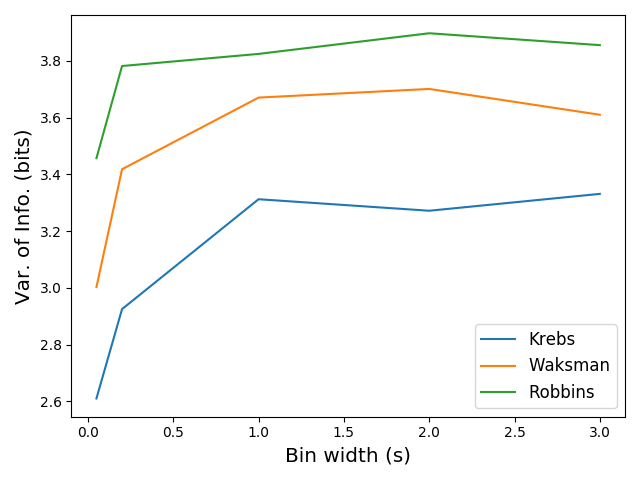 3.8
3.6
3.4
3.2
3.0
2.8
2.6
Var. of Info. (bits)
Krebs
Waksman
Robbins
0.0 0.5 1.0 1.5 2.0 2.5 3.0
Bin width (s)